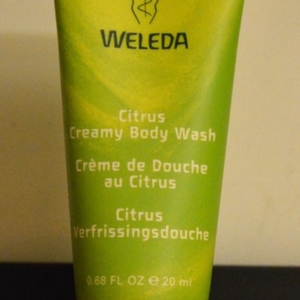 WELEDA
Citrus
Creamy Body Wash
Crème de Douche
au Citrus
Citrus
Verfrissingsdouche
0.68 FL OZ ℮ 20 ml